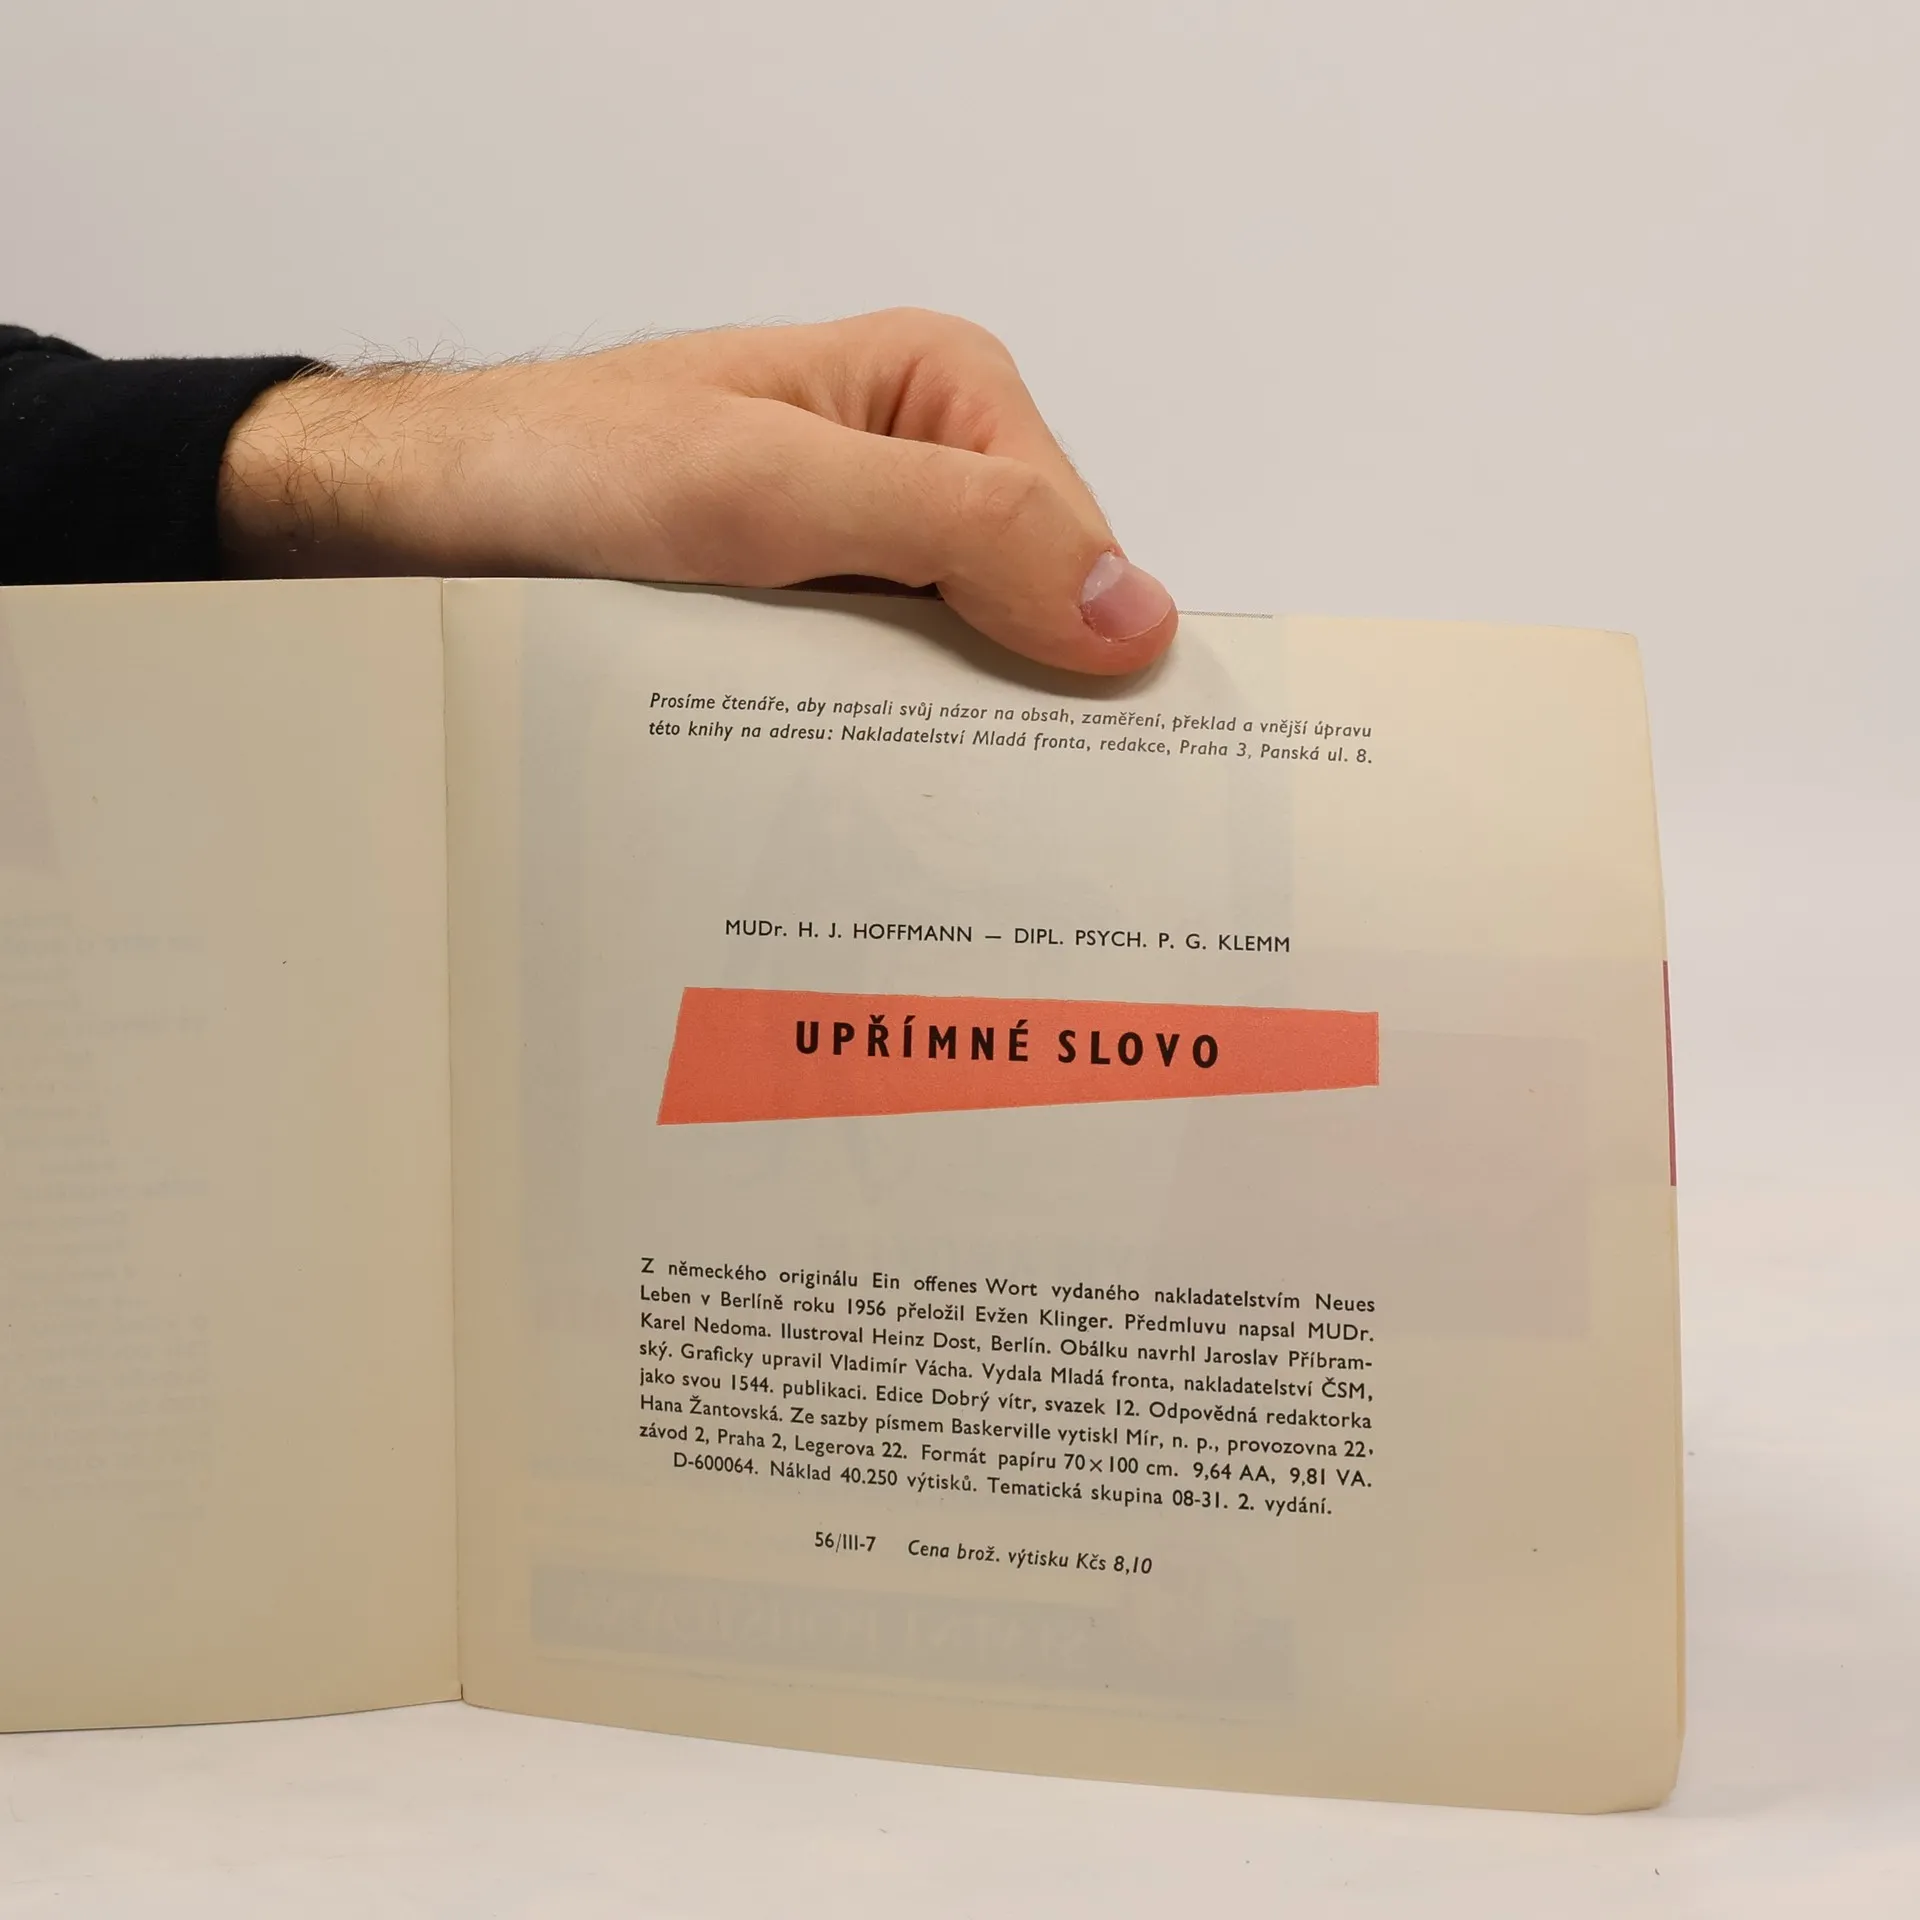 Prosíme čtenáře, aby napsali svůj názor na obsah, zaměření, překlad a vnější úpravu
této knihy na adresu: Nakladatelství Mladá fronta, redakce, Praha 3, Panská ul. 8.
MUDr. H. J. HOFFMANN — DIPL. PSYCH. P. G. KLEMM
UPŘÍMNÉ SLOVO
Z německého originálu Ein offenes Wort vydaného nakladatelstvím Neues
Leben v Berlíně roku 1956 přeložil Evžen Klinger. Předmluvu napsal MUDr.
Karel Nedoma. Ilustroval Heinz Dost, Berlín. Obálku navrhl Jaroslav Příbram-
ský. Graficky upravil Vladimír Vácha. Vydala Mladá fronta, nakladatelství ČSM,
jako svou 1544. publikaci. Edice Dobrý vítr, svazek 12. Odpovědná redaktorka
Hana Žantovská. Ze sazby písmem Baskerville vytiskl Mír, n. p., provozovna 22,
závod 2, Praha 2, Legerova 22. Formát papíru 70×100 cm. 9,64 AA, 9,81 VA.
D-600064. Náklad 40.250 výtisků. Tematická skupina 08-31. 2. vydání.
56/III-7 Cena brož. výtisku Kčs 8,10